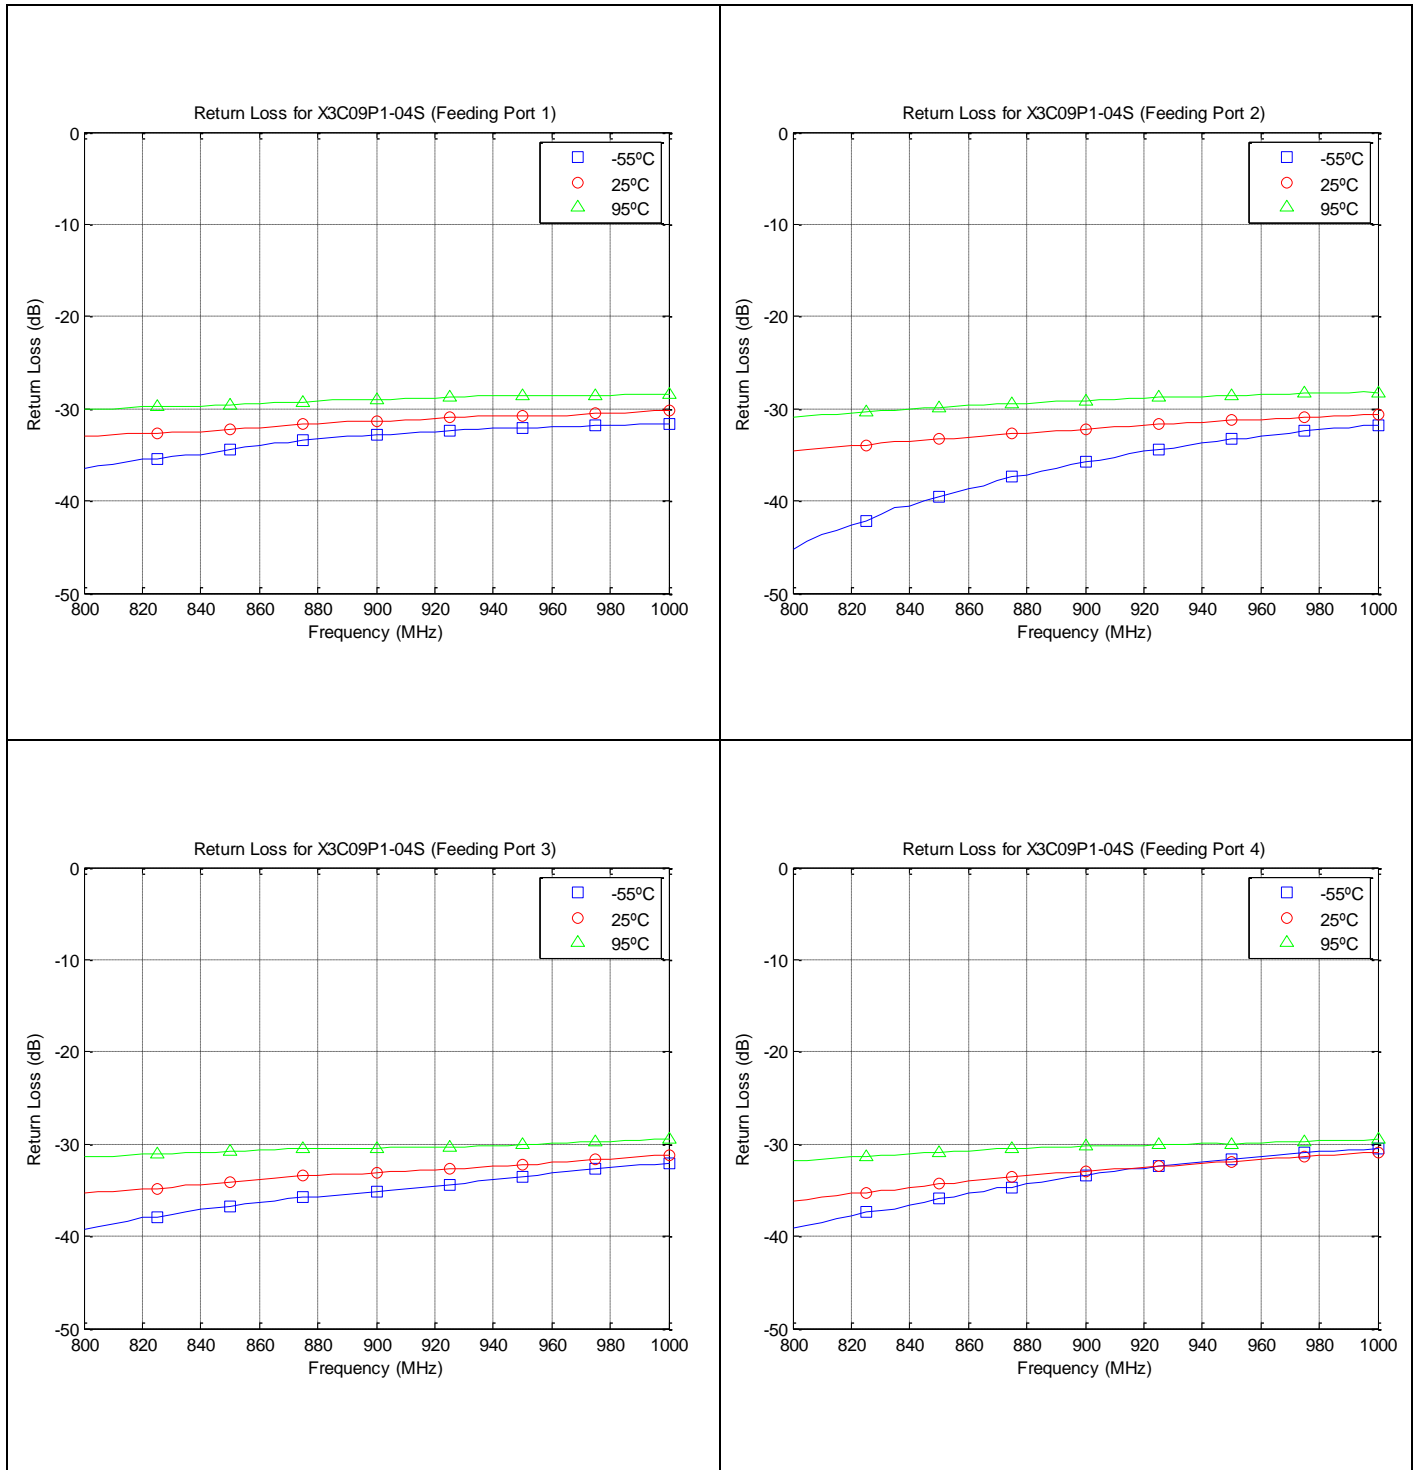 Return Loss for X3C09P1-04S (Feeding Port 1)
0
-10
-20
-30
-40
-50
Return Loss (dB)
-55ºC
25ºC
95ºC
800 820 840 860 880 900 920 940 960 980 1000
Frequency (MHz)
Return Loss for X3C09P1-04S (Feeding Port 2)
0
-10
-20
-30
-40
-50
Return Loss (dB)
-55ºC
25ºC
95ºC
800 820 840 860 880 900 920 940 960 980 1000
Frequency (MHz)
Return Loss for X3C09P1-04S (Feeding Port 3)
0
-10
-20
-30
-40
-50
Return Loss (dB)
-55ºC
25ºC
95ºC
800 820 840 860 880 900 920 940 960 980 1000
Frequency (MHz)
Return Loss for X3C09P1-04S (Feeding Port 4)
0
-10
-20
-30
-40
-50
Return Loss (dB)
-55ºC
25ºC
95ºC
800 820 840 860 880 900 920 940 960 980 1000
Frequency (MHz)